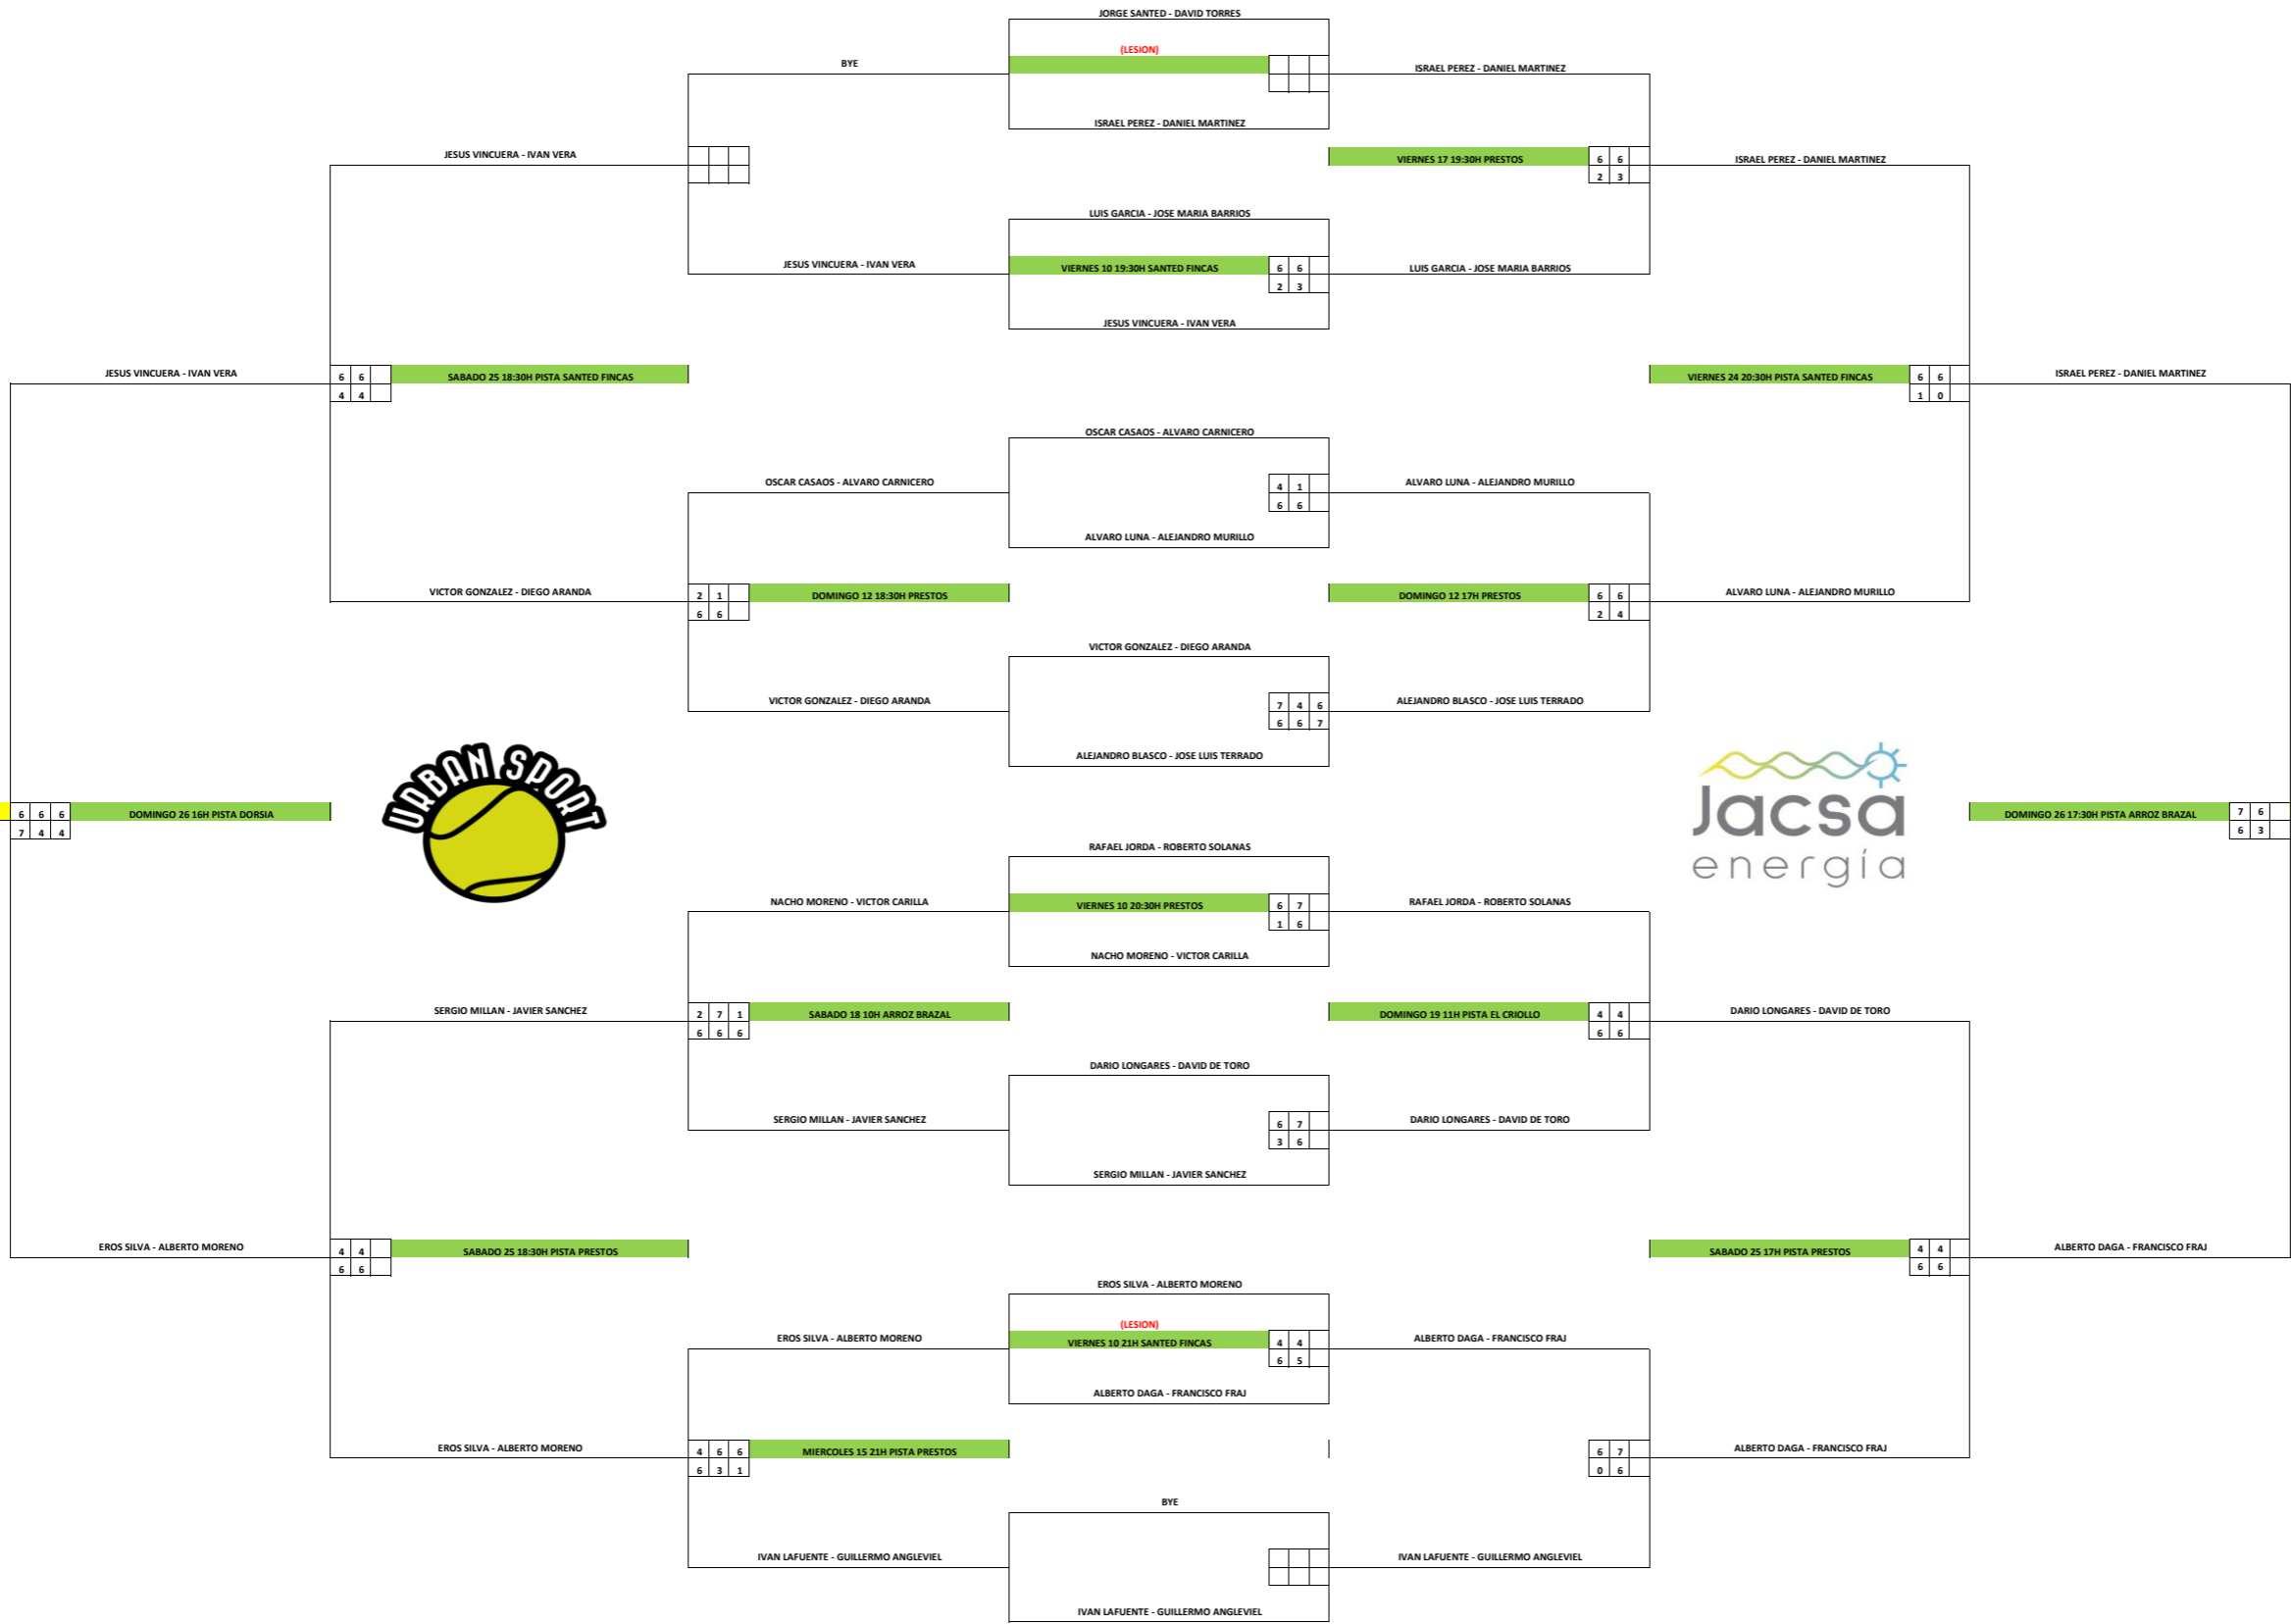 JORGE SANTED - DAVID TORRES
(LESION)
BYE
ISRAEL PEREZ - DANIEL MARTINEZ
ISRAEL PEREZ - DANIEL MARTINEZ
JESUS VINCUERA - IVAN VERA
VIERNES 17 19:30H PRESTOS
6 6
2 3
ISRAEL PEREZ - DANIEL MARTINEZ
LUIS GARCIA - JOSE MARIA BARRIOS
JESUS VINCUERA - IVAN VERA
VIERNES 10 19:30H SANTED FINCAS
6 6
2 3
LUIS GARCIA - JOSE MARIA BARRIOS
JESUS VINCUERA - IVAN VERA
JESUS VINCUERA - IVAN VERA
6 6
4 4
SABADO 25 18:30H PISTA SANTED FINCAS
VIERNES 24 20:30H PISTA SANTED FINCAS
6 6
1 0
ISRAEL PEREZ - DANIEL MARTINEZ
OSCAR CASAOS - ALVARO CARNICERO
OSCAR CASAOS - ALVARO CARNICERO
4 1
6 6
ALVARO LUNA - ALEJANDRO MURILLO
ALVARO LUNA - ALEJANDRO MURILLO
VICTOR GONZALEZ - DIEGO ARANDA
2 1
6 6
DOMINGO 12 18:30H PRESTOS
DOMINGO 12 17H PRESTOS
6 6
2 4
ALVARO LUNA - ALEJANDRO MURILLO
VICTOR GONZALEZ - DIEGO ARANDA
VICTOR GONZALEZ - DIEGO ARANDA
7 4 6
6 6 7
ALEJANDRO BLASCO - JOSE LUIS TERRADO
ALEJANDRO BLASCO - JOSE LUIS TERRADO
6 6 6
7 4 4
DOMINGO 26 16H PISTA DORSIA
URBAN SPORT
Jacsa
energía
DOMINGO 26 17:30H PISTA ARROZ BRAZAL
7 6
6 3
RAFAEL JORDA - ROBERTO SOLANAS
NACHO MORENO - VICTOR CARILLA
VIERNES 10 20:30H PRESTOS
6 7
1 6
RAFAEL JORDA - ROBERTO SOLANAS
NACHO MORENO - VICTOR CARILLA
SERGIO MILLAN - JAVIER SANCHEZ
2 7 1
6 6 6
SABADO 18 10H ARROZ BRAZAL
DOMINGO 19 11H PISTA EL CRIOLLO
4 4
6 6
DARIO LONGARES - DAVID DE TORO
DARIO LONGARES - DAVID DE TORO
SERGIO MILLAN - JAVIER SANCHEZ
6 7
3 6
DARIO LONGARES - DAVID DE TORO
SERGIO MILLAN - JAVIER SANCHEZ
EROS SILVA - ALBERTO MORENO
4 4
6 6
SABADO 25 18:30H PISTA PRESTOS
SABADO 25 17H PISTA PRESTOS
4 4
6 6
ALBERTO DAGA - FRANCISCO FRAJ
EROS SILVA - ALBERTO MORENO
(LESION)
EROS SILVA - ALBERTO MORENO
VIERNES 10 21H SANTED FINCAS
4 4
6 5
ALBERTO DAGA - FRANCISCO FRAJ
ALBERTO DAGA - FRANCISCO FRAJ
EROS SILVA - ALBERTO MORENO
4 6 6
6 3 1
MIERCOLES 15 21H PISTA PRESTOS
6 7
0 6
ALBERTO DAGA - FRANCISCO FRAJ
BYE
IVAN LAFUENTE - GUILLERMO ANGLEVIEL
IVAN LAFUENTE - GUILLERMO ANGLEVIEL
IVAN LAFUENTE - GUILLERMO ANGLEVIEL